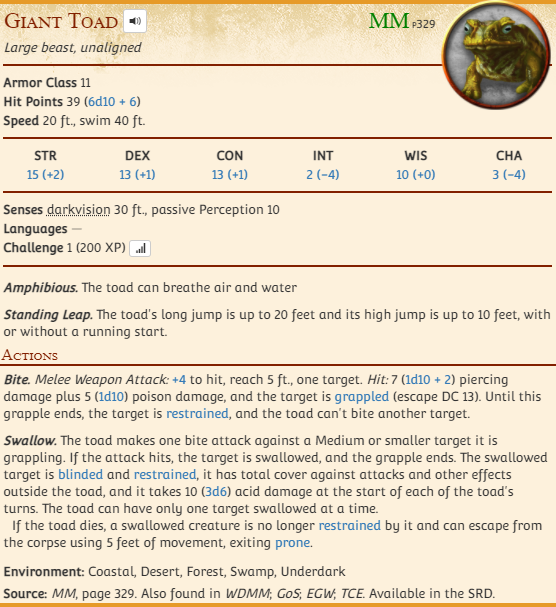 Giant Toad
MM P329
Large beast, unaligned
Armor Class 11
Hit Points 39 (6d10 + 6)
Speed 20 ft., swim 40 ft.
STR DEX CON INT WIS CHA
15 (+2) 13 (+1) 13 (+1) 2 (−4) 10 (+0) 3 (−4)
Senses darkvision 30 ft., passive Perception 10
Languages —
Challenge 1 (200 XP)
Amphibious. The toad can breathe air and water
Standing Leap. The toad's long jump is up to 20 feet and its high jump is up to 10 feet, with
or without a running start.
Actions
Bite. Melee Weapon Attack: +4 to hit, reach 5 ft., one target. Hit: 7 (1d10 + 2) piercing
damage plus 5 (1d10) poison damage, and the target is grappled (escape DC 13). Until this
grapple ends, the target is restrained, and the toad can't bite another target.
Swallow. The toad makes one bite attack against a Medium or smaller target it is
grappling. If the attack hits, the target is swallowed, and the grapple ends. The swallowed
target is blinded and restrained, it has total cover against attacks and other effects
outside the toad, and it takes 10 (3d6) acid damage at the start of each of the toad's
turns. The toad can have only one target swallowed at a time.
If the toad dies, a swallowed creature is no longer restrained by it and can escape from
the corpse using 5 feet of movement, exiting prone.
Environment: Coastal, Desert, Forest, Swamp, Underdark
Source: MM, page 329. Also found in WDMM; GoS; EGW; TCE. Available in the SRD.